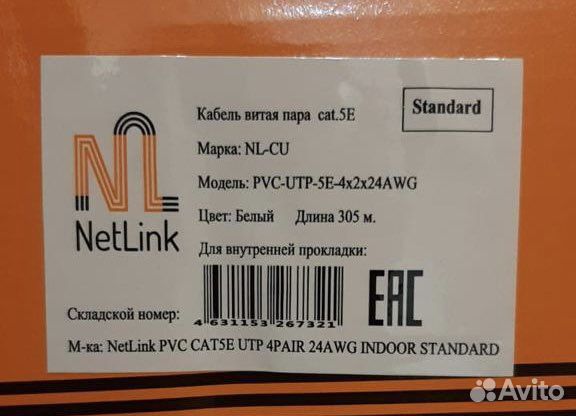 Кабель витая пара cat.5E
Standard
Марка: NL-CU
Модель: PVC-UTP-5E-4x2x24AWG
Цвет: Белый Длина 305 м.
NetLink
Для внутренней прокладки:
Складской номер:
4 631153 267321
EAC
М-ка: NetLink PVC CAT5E UTP 4PAIR 24AWG INDOOR STANDARD
Avito